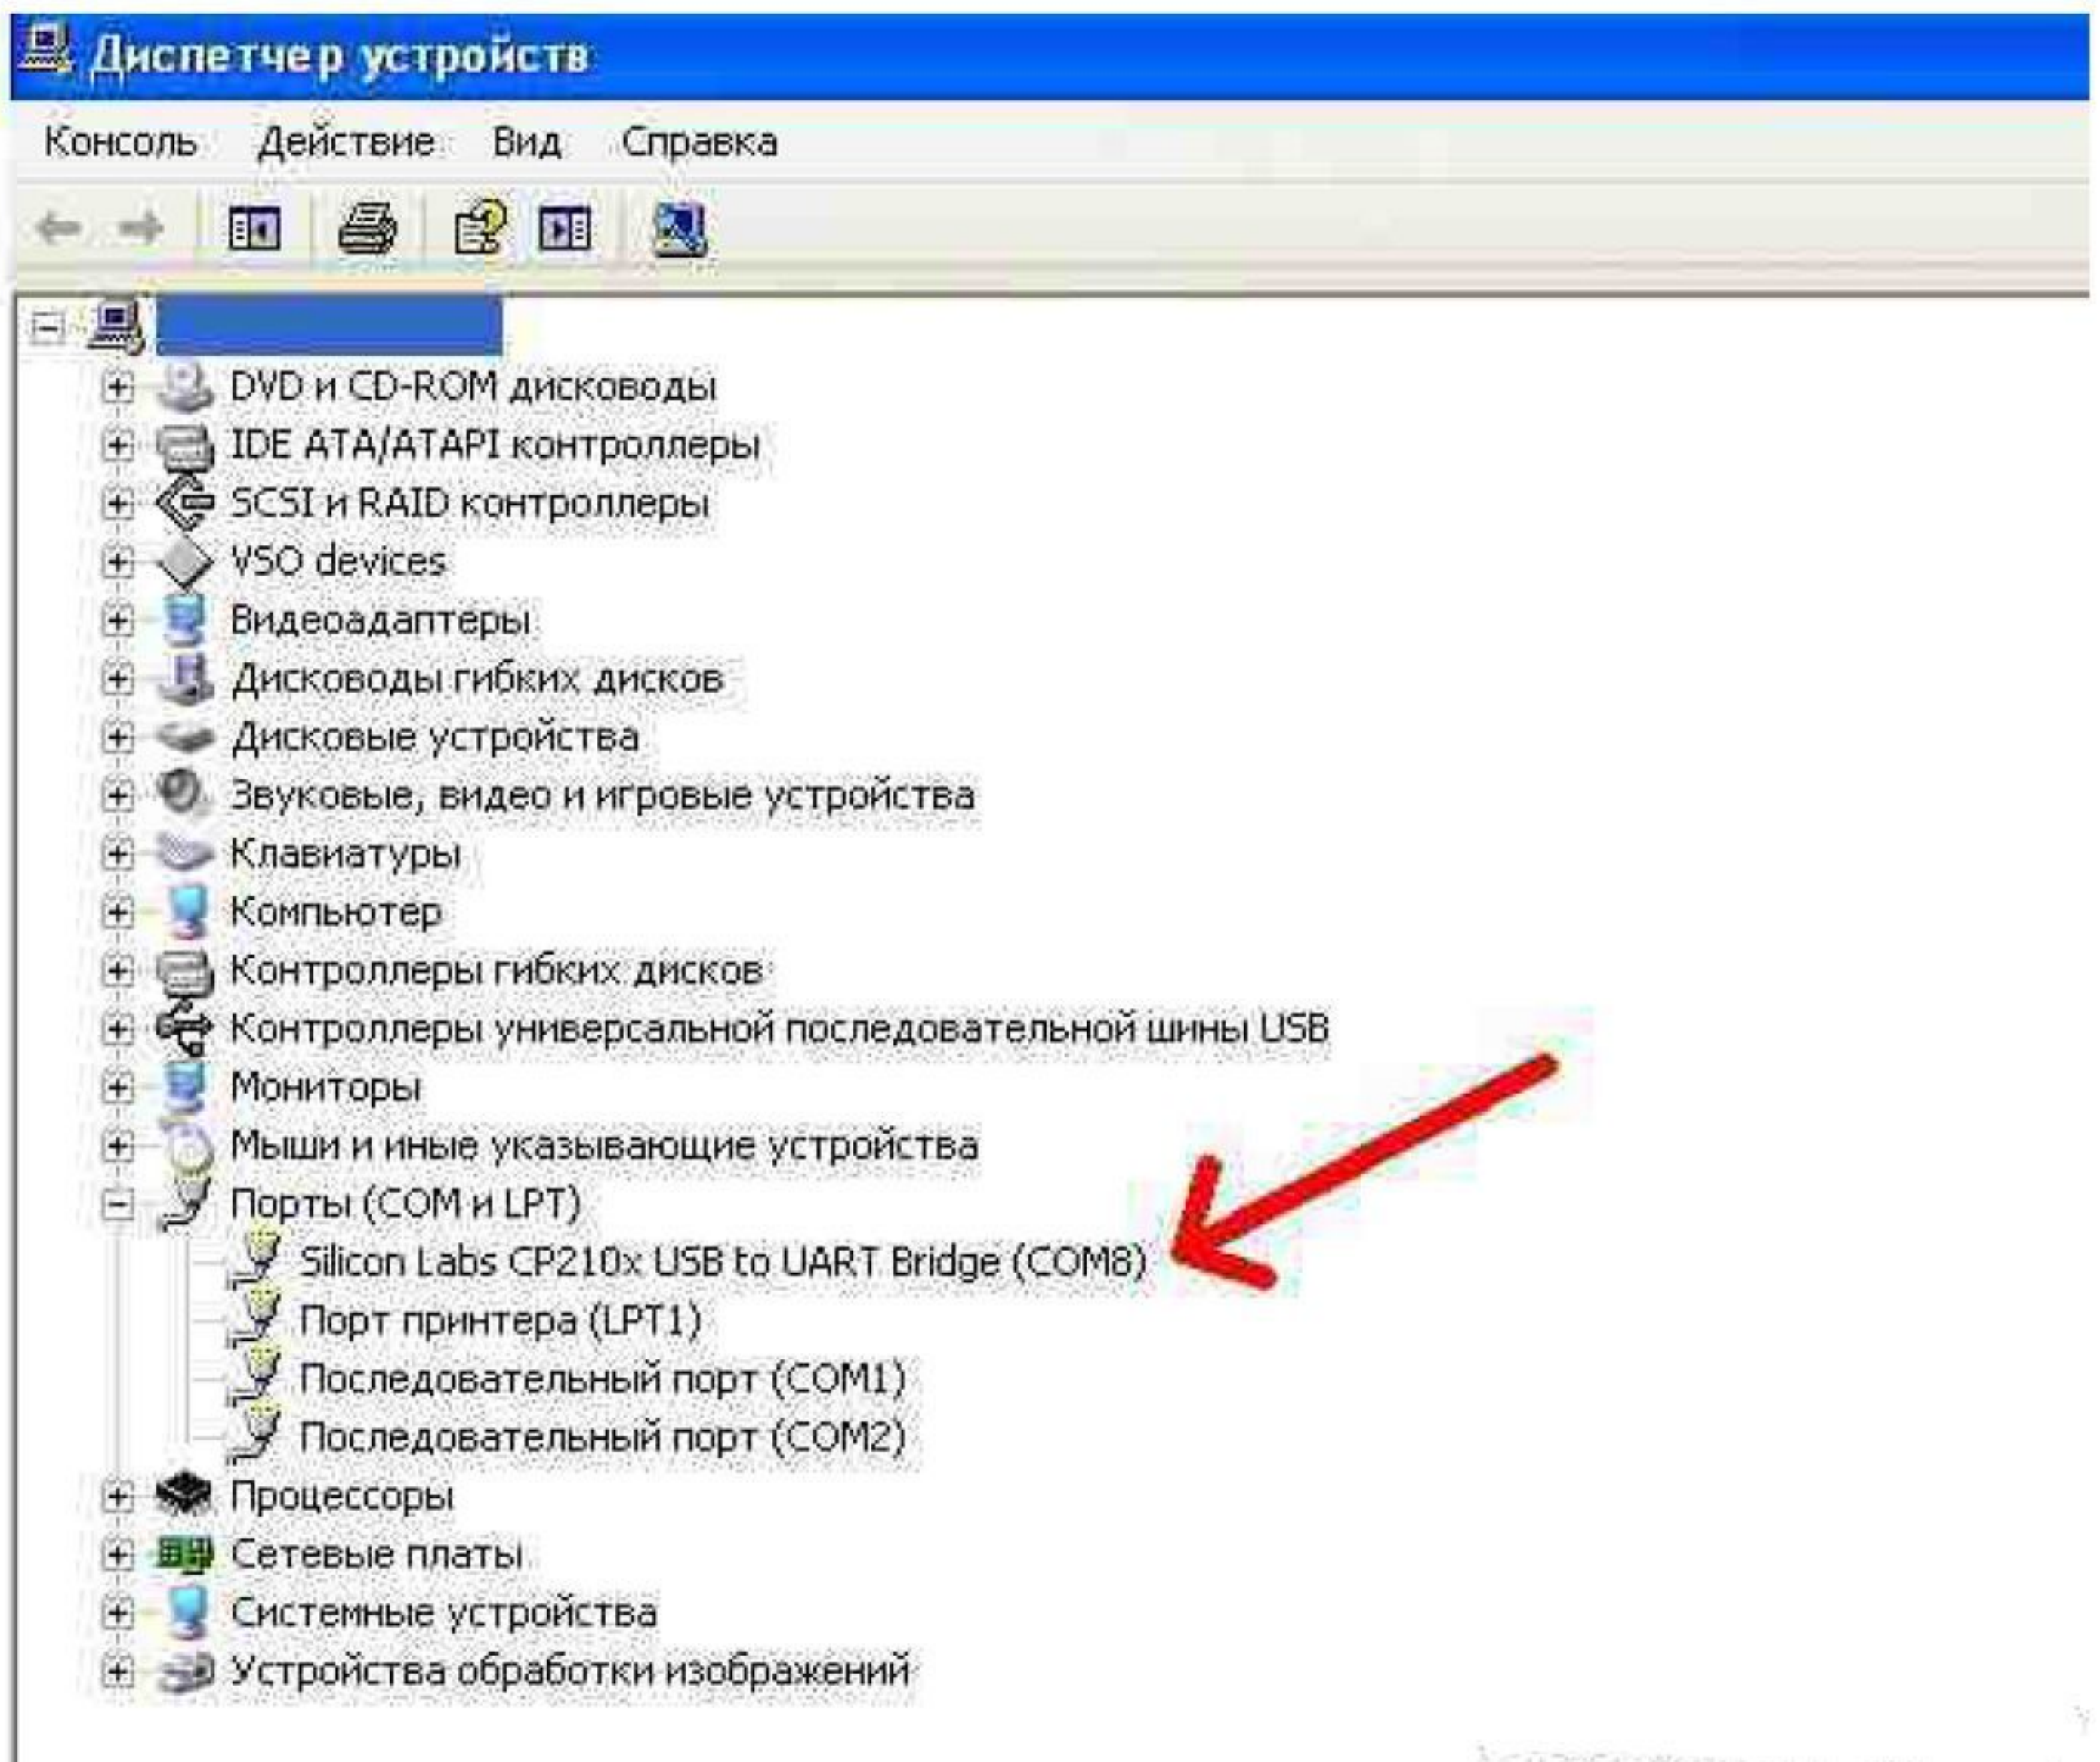 Диспетчер устройств
Консоль Действие Вид Справка
DVD и CD-ROM дисководы
IDE ATA/ATAPI контроллеры
SCSI и RAID контроллеры
VSO devices
Видеоадаптеры
Дисководы гибких дисков
Дисковые устройства
Звуковые, видео и игровые устройства
Клавиатуры
Компьютер
Контроллеры гибких дисков
Контроллеры универсальной последовательной шины USB
Мониторы
Мыши и иные указывающие устройства
Порты (COM и LPT)
Silicon Labs CP210x USB to UART Bridge (COM8)
Порт принтера (LPT1)
Последовательный порт (COM1)
Последовательный порт (COM2)
Процессоры
Сетевые платы
Системные устройства
Устройства обработки изображений